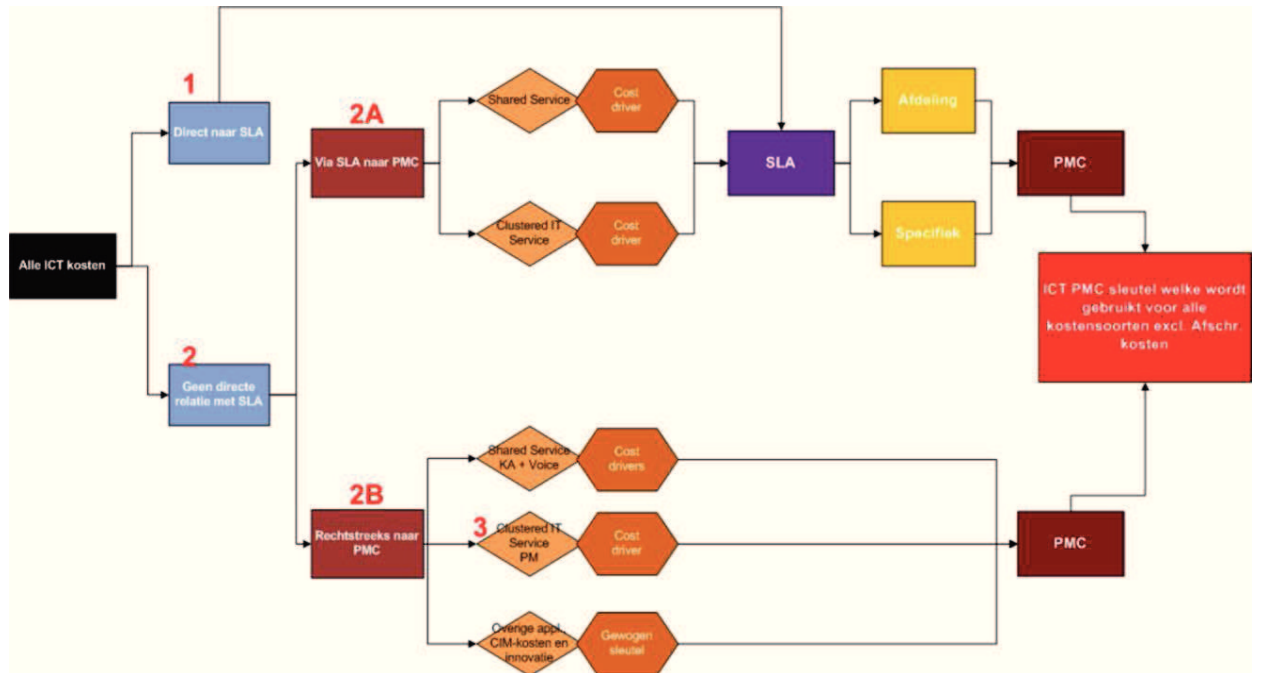 1
Direct naar SLA
2A
Via SLA naar PMC
Shared Service
Cost
driver
Clustered IT
Service
Cost
driver
SLA
Afdeling
Specifiek
PMC
Alle ICT kosten
ICT PMC sleutel welke wordt
gebruikt voor alle
kostensoorten excl. Afschr.
kosten
2
Geen directe
relatie met SLA
2B
Rechtstreeks naar
PMC
Shared Service
KA + Voice
Cost
drivers
3
Clustered IT
Service
PM
Cost
driver
PMC
Overige appl.,
CIM-kosten en
innovatie
Gewogen
sleutel